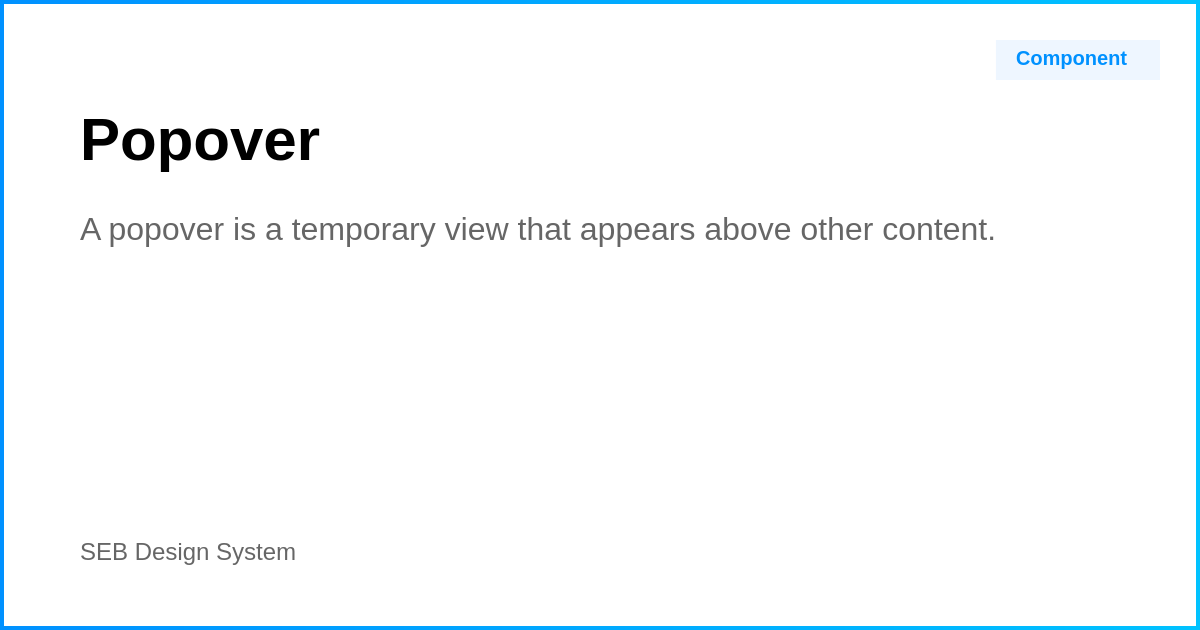 Component
Popover
A popover is a temporary view that appears above other content.
SEB Design System